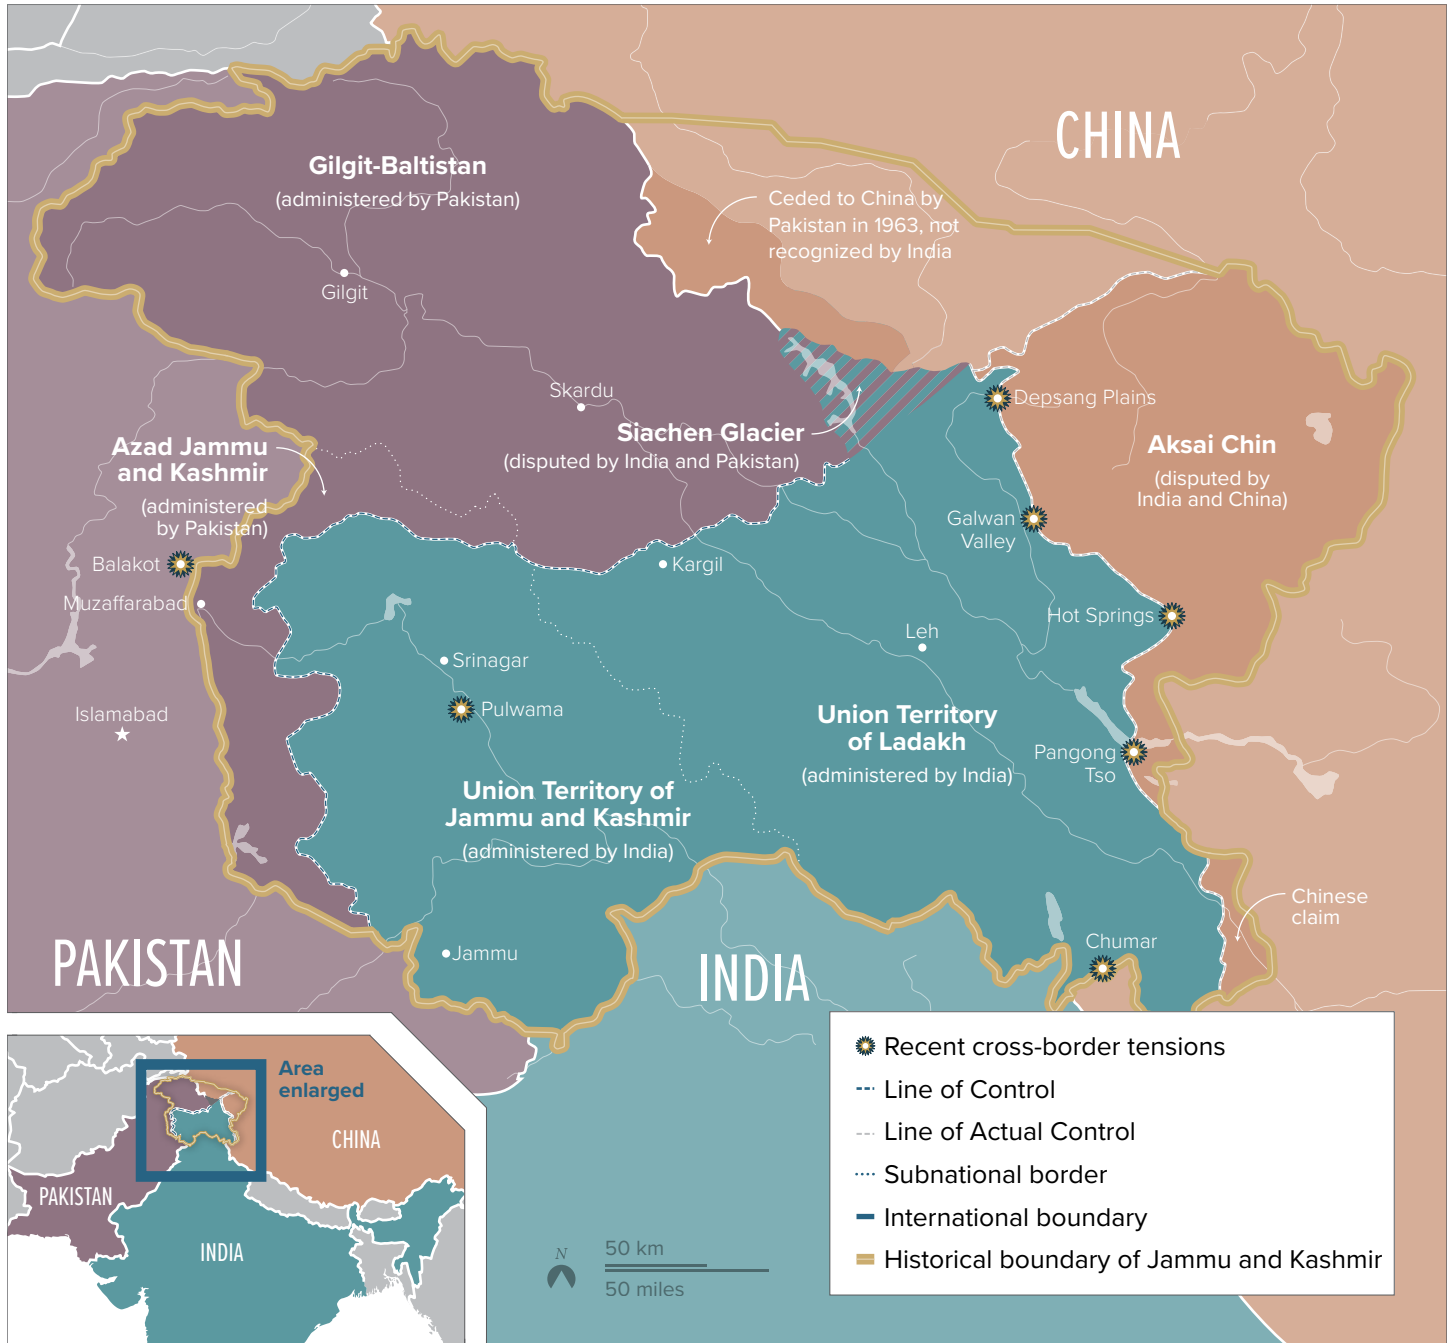 CHINA
Gilgit-Baltistan
(administered by Pakistan)
Ceded to China by
Pakistan in 1963, not
recognized by India
Gilgit
Skardu
Depsang Plains
Siachen Glacier
(disputed by India and Pakistan)
Azad Jammu
and Kashmir
(administered
by Pakistan)
Aksai Chin
(disputed by
India and China)
Galwan
Valley
Balakot
Kargil
Muzaffarabad
Hot Springs
Leh
Srinagar
Pulwama
Islamabad
Union Territory
of Ladakh
(administered by India)
Pangong
Tso
Union Territory of
Jammu and Kashmir
(administered by India)
Chinese
claim
PAKISTAN
Jammu
INDIA
Chumar
Recent cross-border tensions
Line of Control
Line of Actual Control
Subnational border
International boundary
Historical boundary of Jammu and Kashmir
Area
enlarged
CHINA
PAKISTAN
INDIA
N
50 km
50 miles